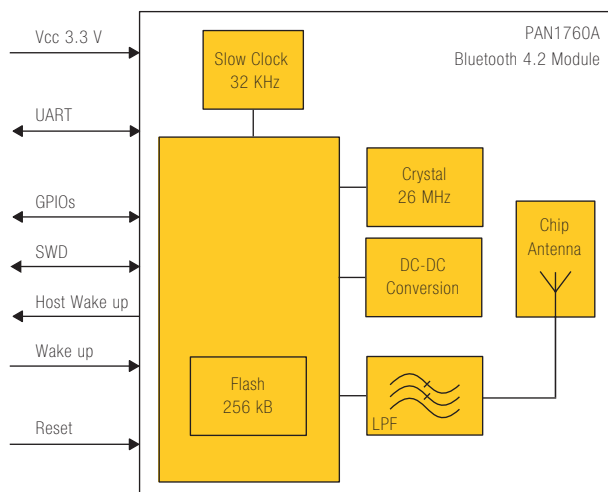 PAN1760A
Bluetooth 4.2 Module
Vcc 3.3 V
UART
GPIOs
SWD
Host Wake up
Wake up
Reset
Slow Clock
32 KHz
Crystal
26 MHz
DC-DC
Conversion
Chip
Antenna
Flash
256 kB
LPF